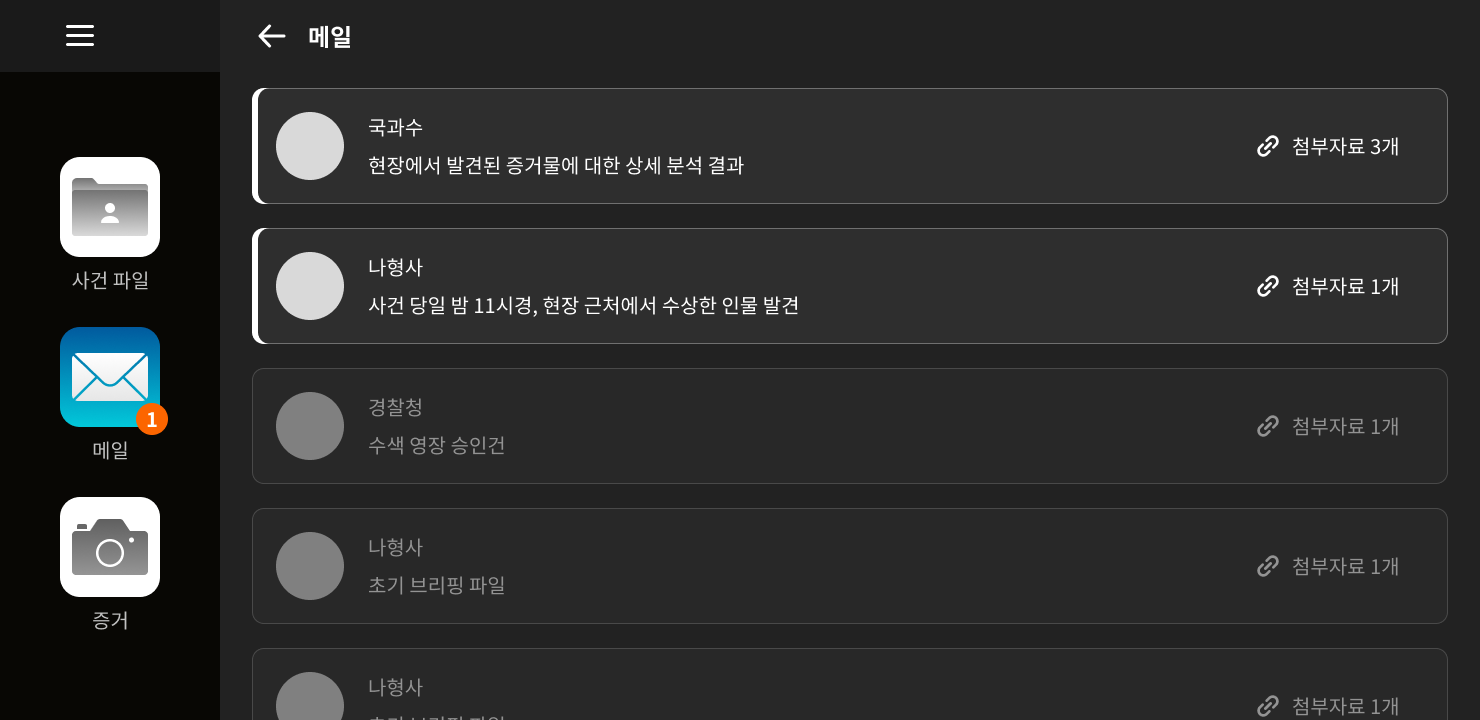 메일
사건 파일
1
메일
증거
국과수
현장에서 발견된 증거물에 대한 상세 분석 결과
첨부자료 3개
나형사
사건 당일 밤 11시경, 현장 근처에서 수상한 인물 발견
첨부자료 1개
경찰청
수색 영장 승인건
첨부자료 1개
나형사
초기 브리핑 파일
첨부자료 1개
나형사
첨부자료 1개